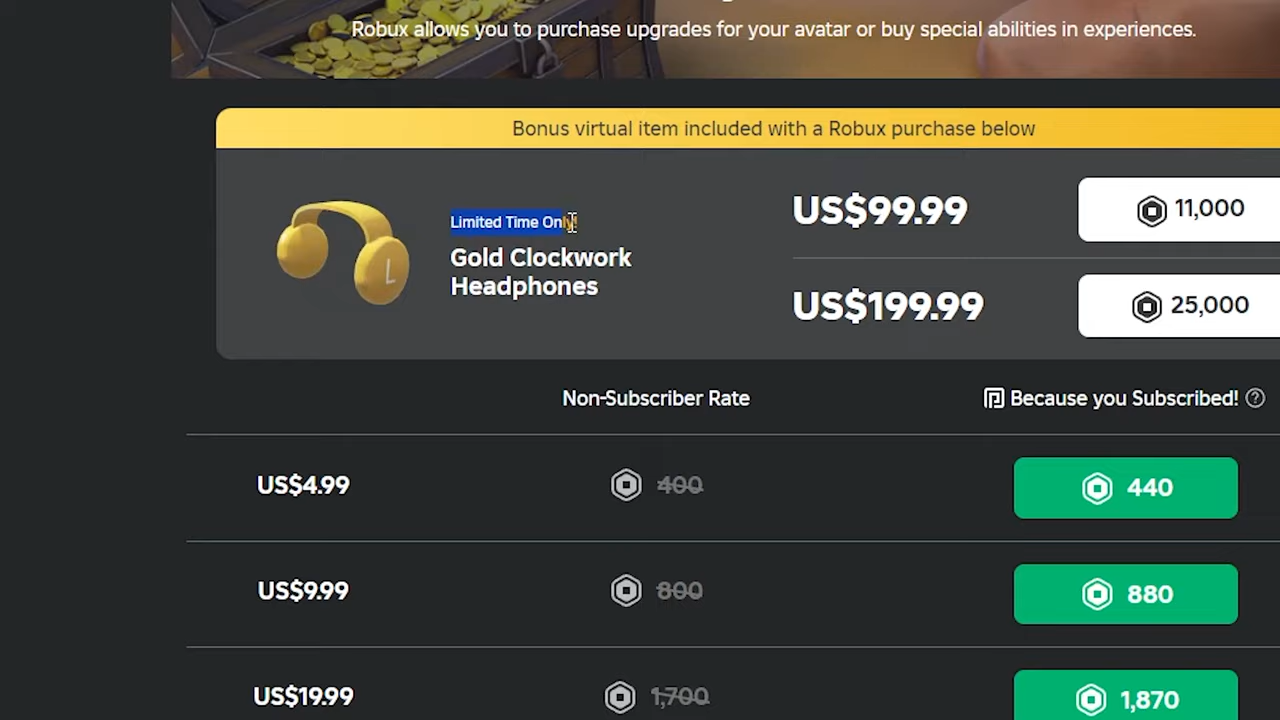 Robux allows you to purchase upgrades for your avatar or buy special abilities in experiences.
Bonus virtual item included with a Robux purchase below
Limited Time Only!
Gold Clockwork
Headphones
L
US$99.99 11,000
US$199.99 25,000
Non-Subscriber Rate Because you Subscribed! ?
US$4.99 400 440
US$9.99 800 880
US$19.99 1,700 1,870